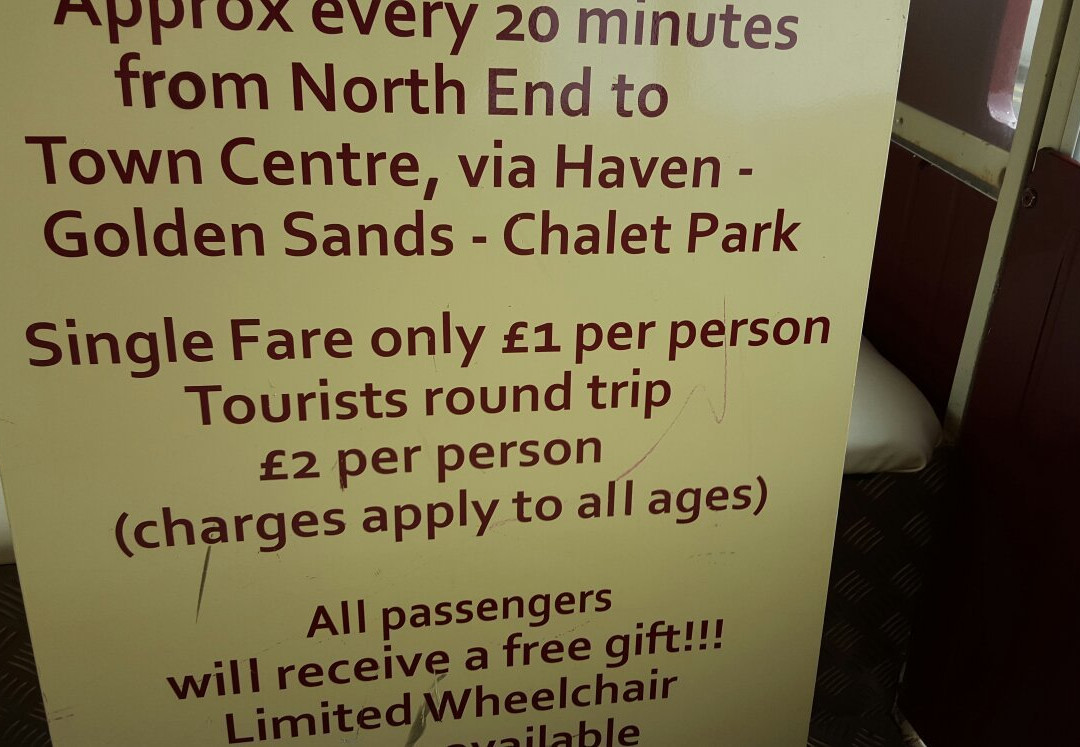 Approx every 20 minutes
from North End to
Town Centre, via Haven -
Golden Sands - Chalet Park
Single Fare only £1 per person
Tourists round trip
£2 per person
(charges apply to all ages)
All passengers
will receive a free gift!!!
Limited Wheelchair
available